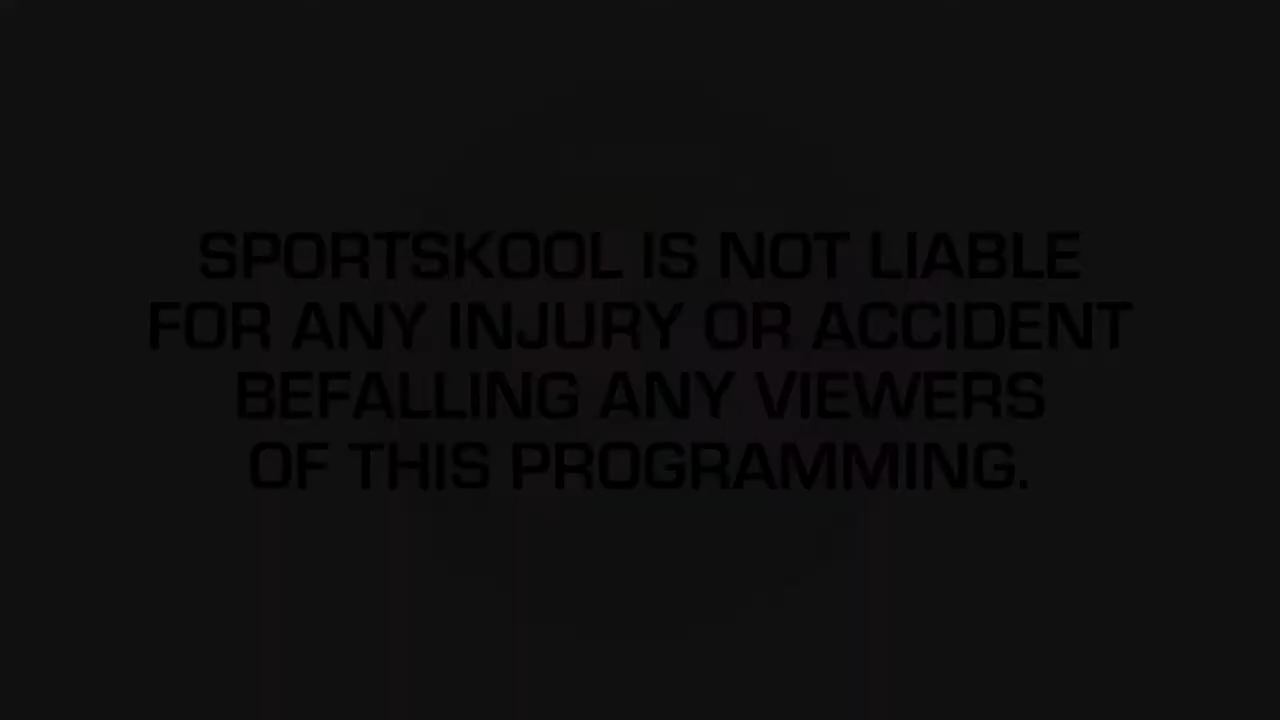 SPORTSKOOL IS NOT LIABLE
FOR ANY INJURY OR ACCIDENT
BEFALLING ANY VIEWERS
OF THIS PROGRAMMING.